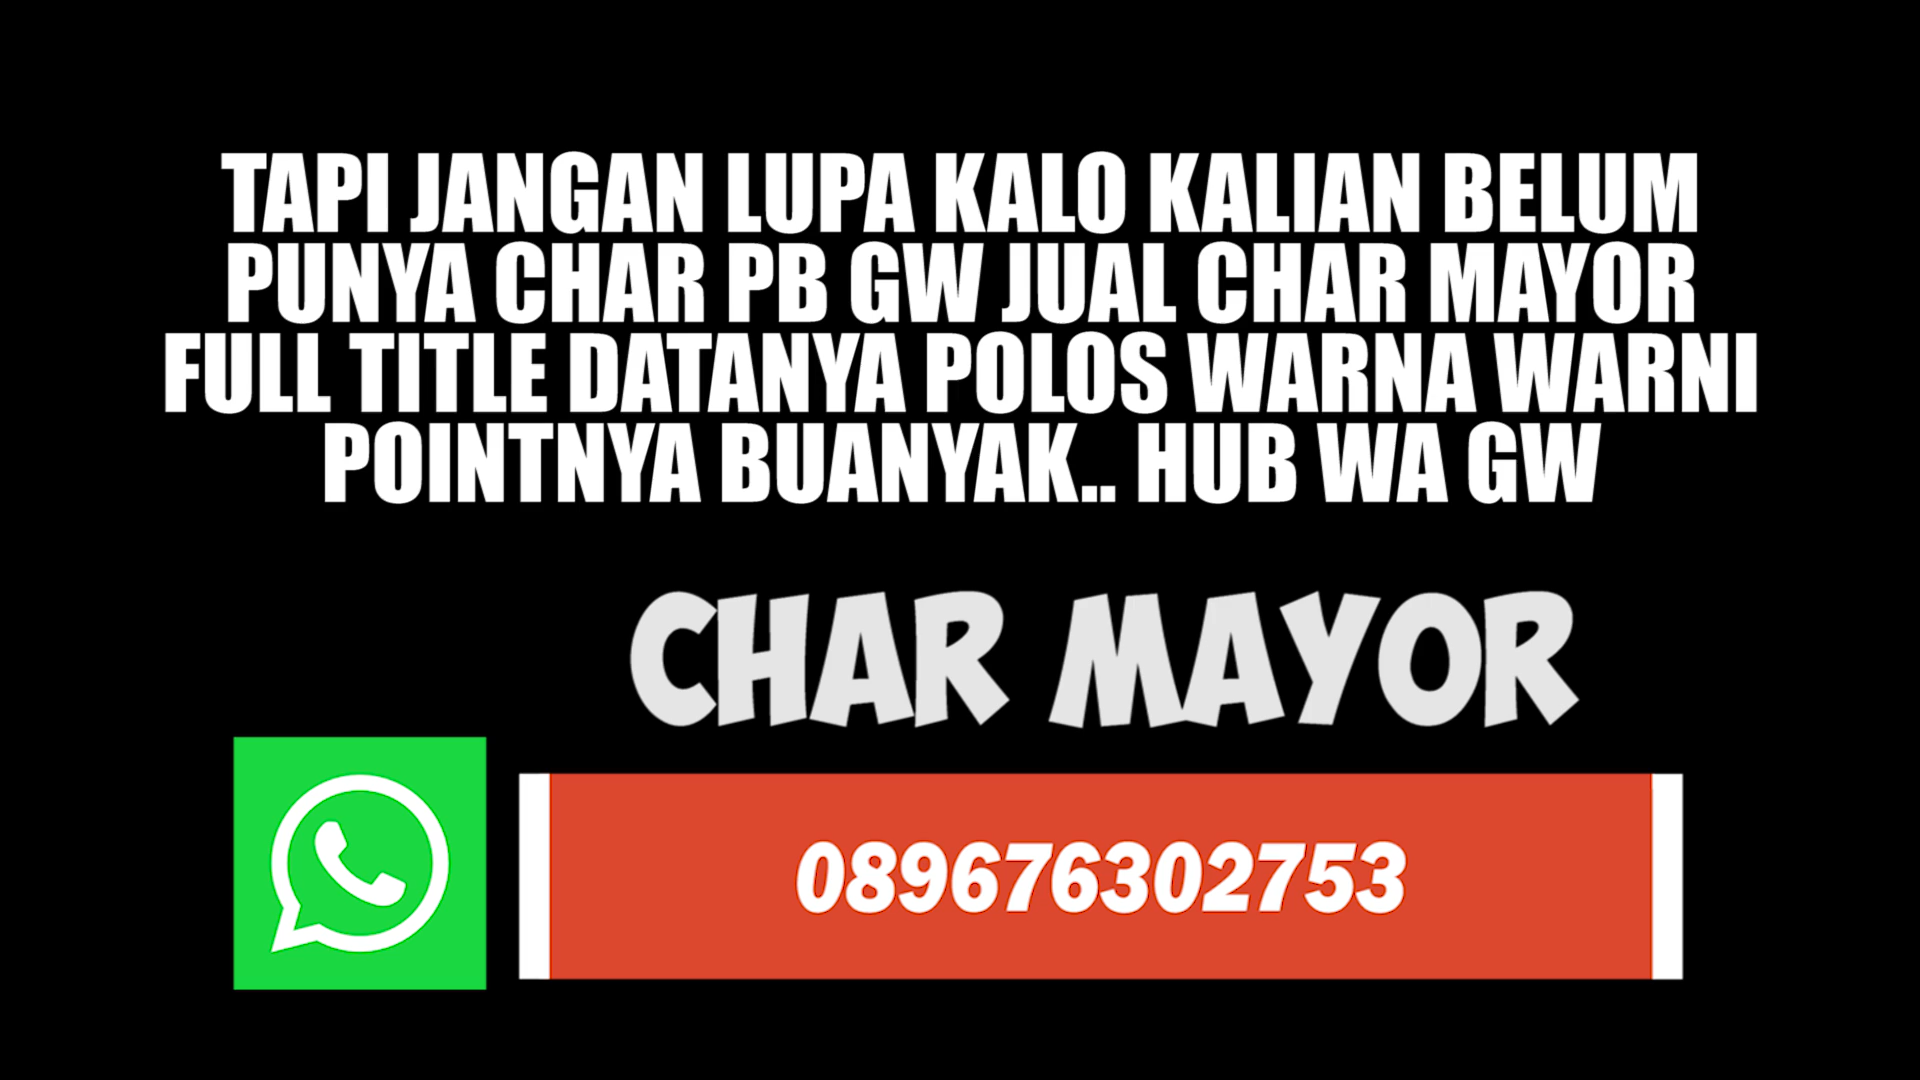 TAPI JANGAN LUPA KALO KALIAN BELUM
PUNYA CHAR PB GW JUAL CHAR MAYOR
FULL TITLE DATANYA POLOS WARNA WARNI
POINTNYA BUANYAK.. HUB WA GW
CHAR MAYOR
089676302753